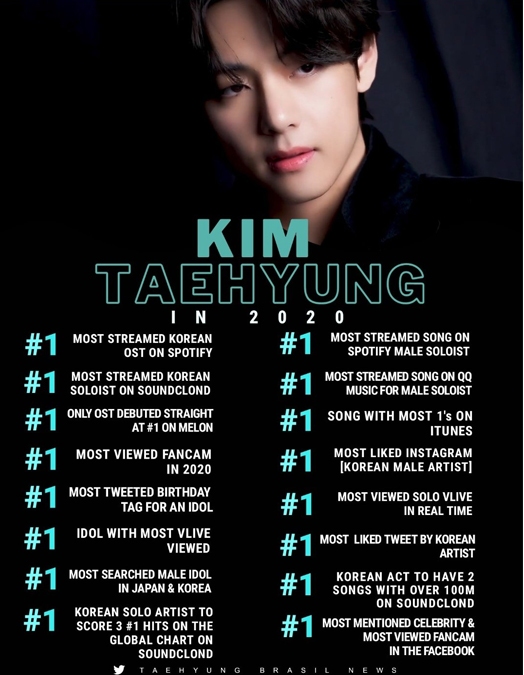 KIM
TAEHYUNG
IN 2020
#1 MOST STREAMED KOREAN
OST ON SPOTIFY
#1 MOST STREAMED KOREAN
SOLOIST ON SOUNDCLOND
#1 ONLY OST DEBUTED STRAIGHT
AT #1 ON MELON
#1 MOST VIEWED FANCAM
IN 2020
#1 MOST TWEETED BIRTHDAY
TAG FOR AN IDOL
#1 IDOL WITH MOST VLIVE
VIEWED
#1 MOST SEARCHED MALE IDOL
IN JAPAN & KOREA
#1 KOREAN SOLO ARTIST TO
SCORE 3 #1 HITS ON THE
GLOBAL CHART ON
SOUNDCLOND
#1 MOST STREAMED SONG ON
SPOTIFY MALE SOLOIST
#1 MOST STREAMED SONG ON QQ
MUSIC FOR MALE SOLOIST
#1 SONG WITH MOST 1's ON
ITUNES
#1 MOST LIKED INSTAGRAM
[KOREAN MALE ARTIST]
#1 MOST VIEWED SOLO VLIVE
IN REAL TIME
#1 MOST LIKED TWEET BY KOREAN
ARTIST
#1 KOREAN ACT TO HAVE 2
SONGS WITH OVER 100M
ON SOUNDCLOND
#1 MOST MENTIONED CELEBRITY &
MOST VIEWED FANCAM
IN THE FACEBOOK
TAEHYUNG BRASIL NEWS